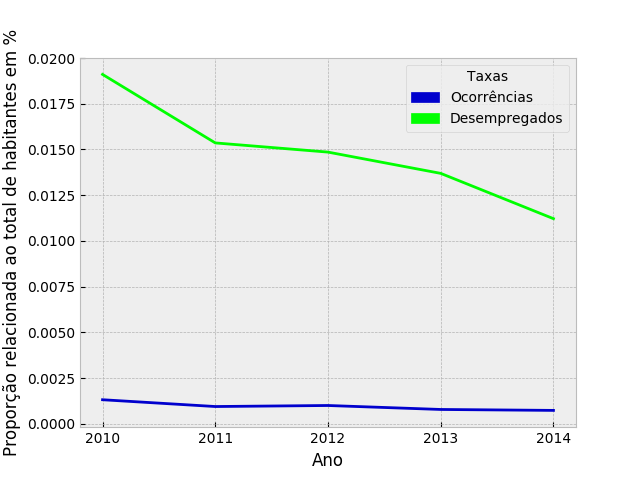 Proporção relacionada ao total de habitantes em %
0.0200
0.0175
0.0150
0.0125
0.0100
0.0075
0.0050
0.0025
0.0000
Taxas
Ocorrências
Desempregados
2010 2011 2012 2013 2014
Ano